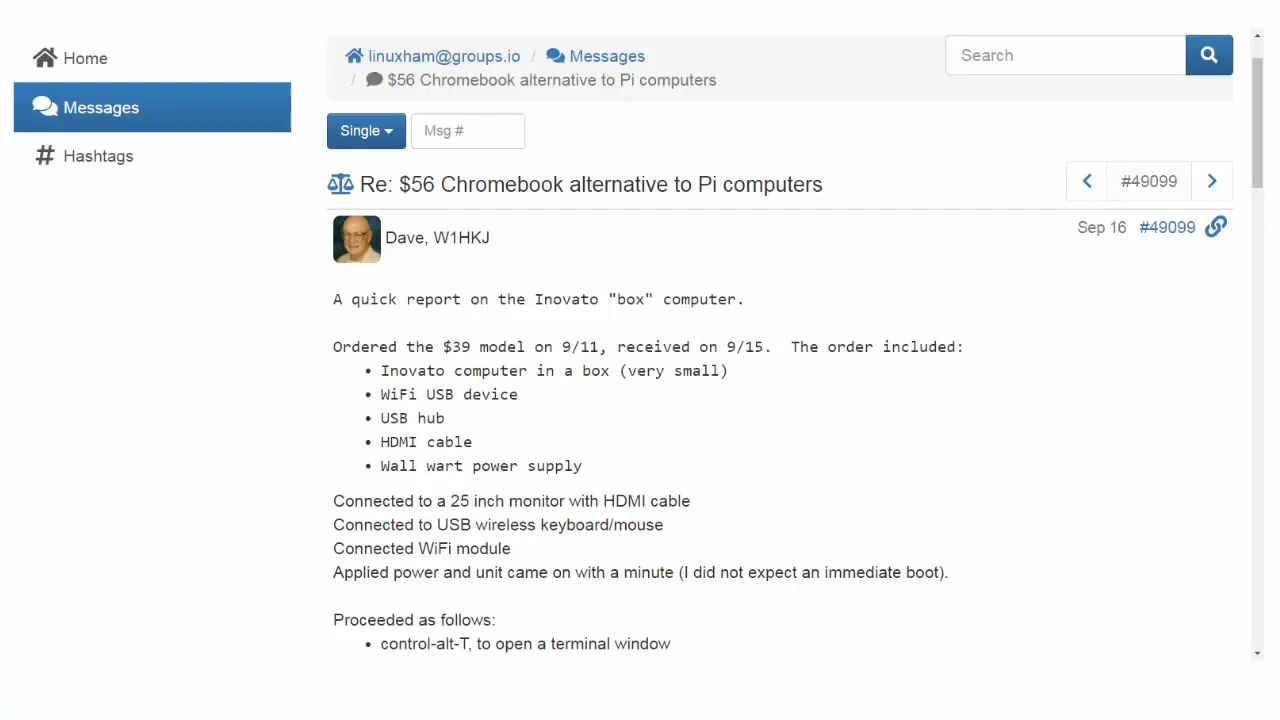 Home
Messages
Hashtags
linuxham@groups.io / Messages
/ $56 Chromebook alternative to Pi computers
Search
Single
Msg #
Re: $56 Chromebook alternative to Pi computers
#49099
Dave, W1HKJ
Sep 16 #49099
A quick report on the Inovato "box" computer.
Ordered the $39 model on 9/11, received on 9/15. The order included:
• Inovato computer in a box (very small)
• WiFi USB device
• USB hub
• HDMI cable
• Wall wart power supply
Connected to a 25 inch monitor with HDMI cable
Connected to USB wireless keyboard/mouse
Connected WiFi module
Applied power and unit came on with a minute (I did not expect an immediate boot).
Proceeded as follows:
• control-alt-T, to open a terminal window